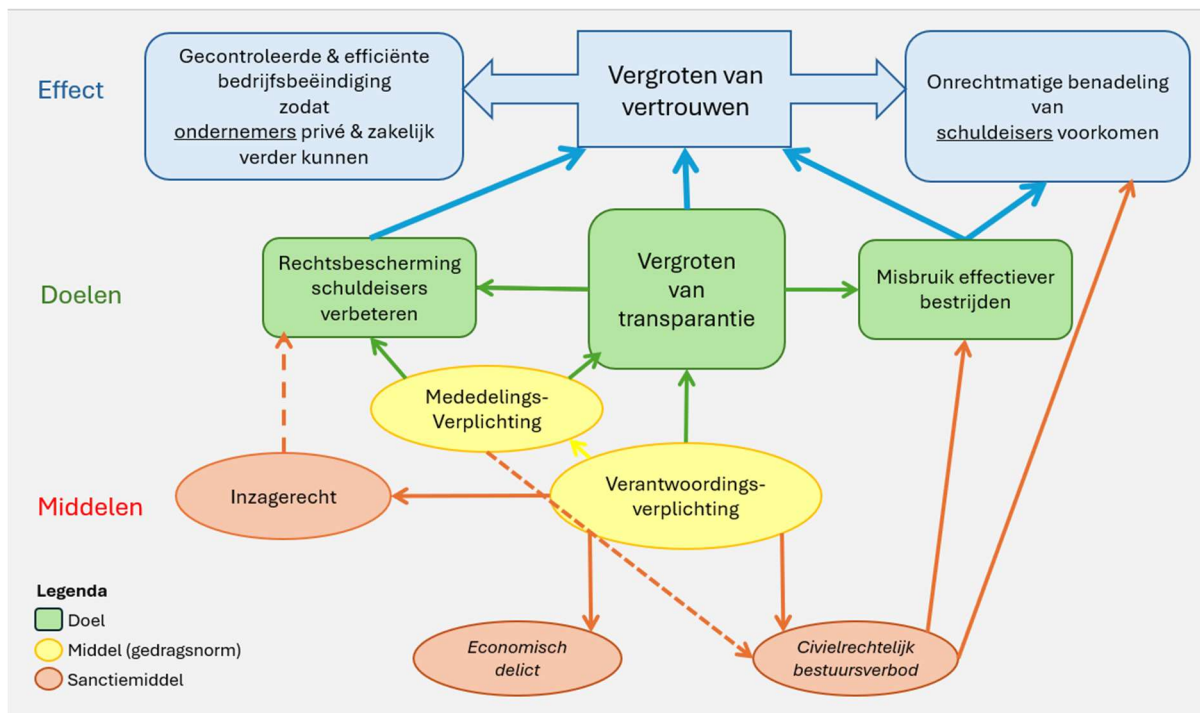 Effect
Gecontroleerde & efficiënte
bedrijfsbeëindiging
zodat
ondernemers privé & zakelijk
verder kunnen
Vergroten van
vertrouwen
Onrechtmatige benadeling
van
schuldeisers voorkomen
Doelen
Rechtsbescherming
schuldeisers
verbeteren
Vergroten
van
transparantie
Misbruik effectiever
bestrijden
Mededelings-
Verplichting
Middelen
Inzagerecht
Verantwoordings-
verplichting
Economisch
delict
Civielrechtelijk
bestuursverbod
Legenda
Doel
Middel (gedragsnorm)
Sanctiemiddel